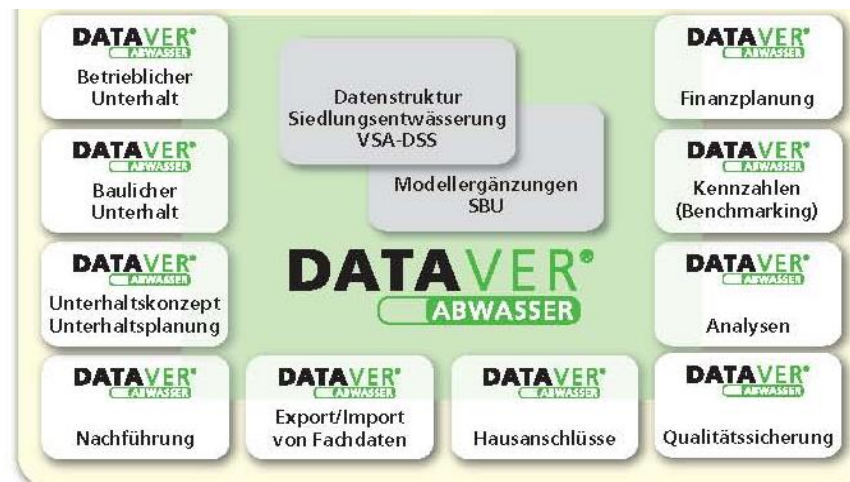 DATAVER®
ABWASSER
Betrieblicher
Unterhalt
Datenstruktur
Siedlungsentwässerung
VSA-DSS
DATAVER®
ABWASSER
Finanzplanung
DATAVER®
ABWASSER
Baulicher
Unterhalt
Modellergänzungen
SBU
DATAVER®
ABWASSER
Kennzahlen
(Benchmarking)
DATAVER®
ABWASSER
Unterhaltskonzept
Unterhaltsplanung
DATAVER®
ABWASSER
DATAVER®
ABWASSER
Analysen
DATAVER®
ABWASSER
Nachführung
DATAVER®
ABWASSER
Export/Import
von Fachdaten
DATAVER®
ABWASSER
Hausanschlüsse
DATAVER®
ABWASSER
Qualitätssicherung